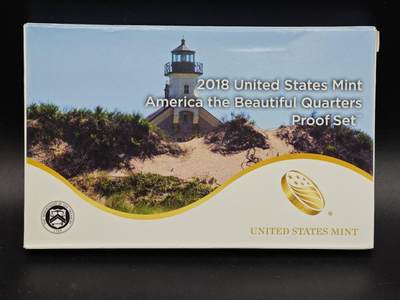 2018 United States Mint
America the Beautiful Quarters
Proof Set
UNITED STATES MINT